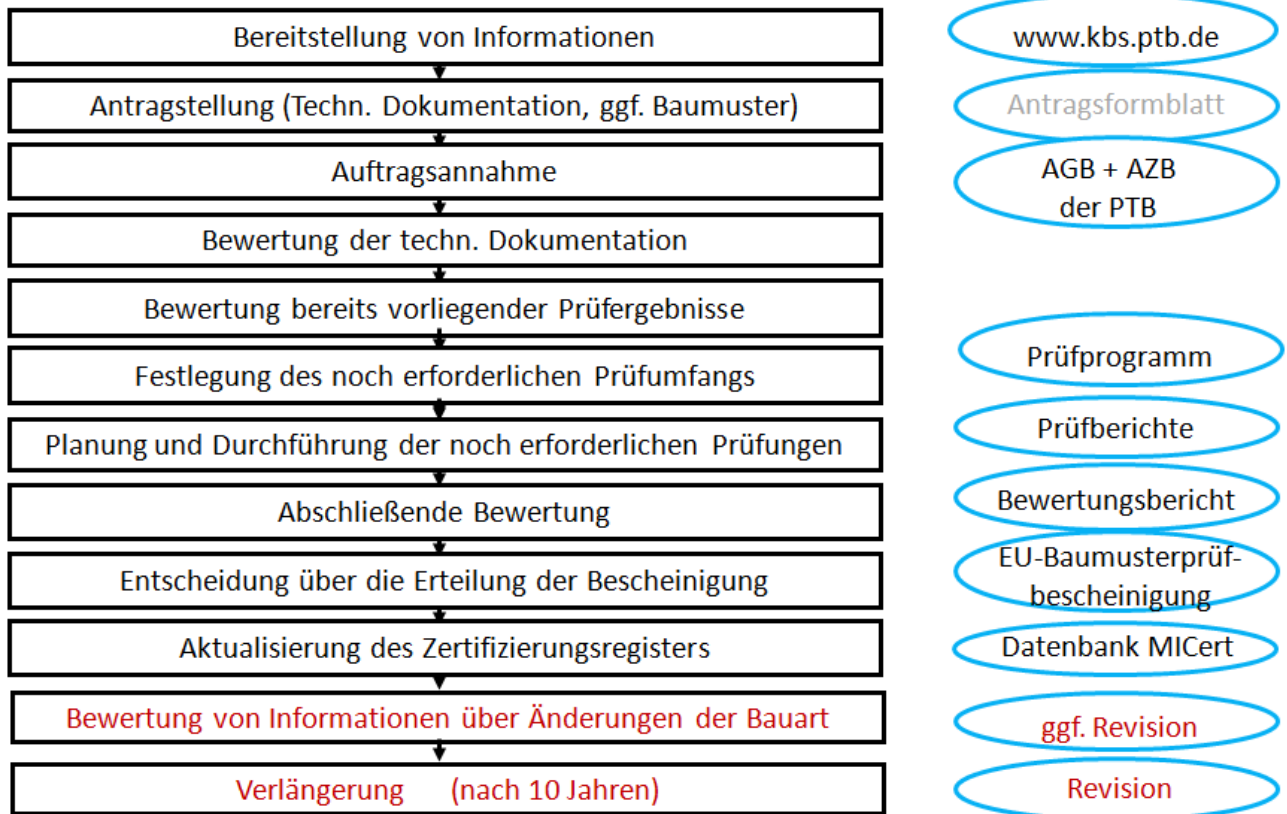 Bereitstellung von Informationen
www.kbs.ptb.de
Antragstellung (Techn. Dokumentation, ggf. Baumuster)
Antragsformblatt
Auftragsannahme
AGB + AZB
der PTB
Bewertung der techn. Dokumentation
Bewertung bereits vorliegender Prüfergebnisse
Festlegung des noch erforderlichen Prüfumfangs
Prüfprogramm
Planung und Durchführung der noch erforderlichen Prüfungen
Prüfberichte
Abschließende Bewertung
Bewertungsbericht
Entscheidung über die Erteilung der Bescheinigung
EU-Baumusterprüf-
bescheinigung
Aktualisierung des Zertifizierungsregisters
Datenbank MICert
Bewertung von Informationen über Änderungen der Bauart
ggf. Revision
Verlängerung (nach 10 Jahren)
Revision